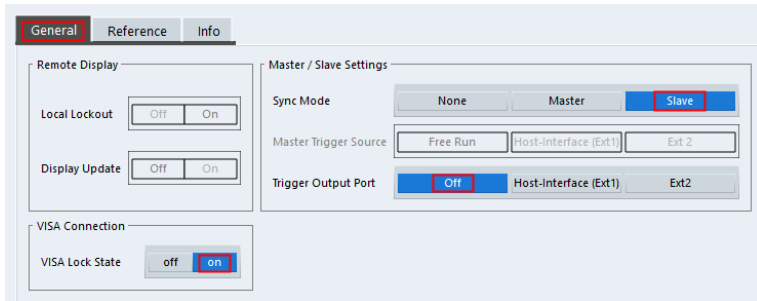 General Reference Info
Remote Display
Local Lockout Off On
Display Update Off On
Master / Slave Settings
Sync Mode None Master Slave
Master Trigger Source Free Run Host-Interface (Ext1) Ext 2
Trigger Output Port Off Host-Interface (Ext1) Ext2
VISA Connection
VISA Lock State off on